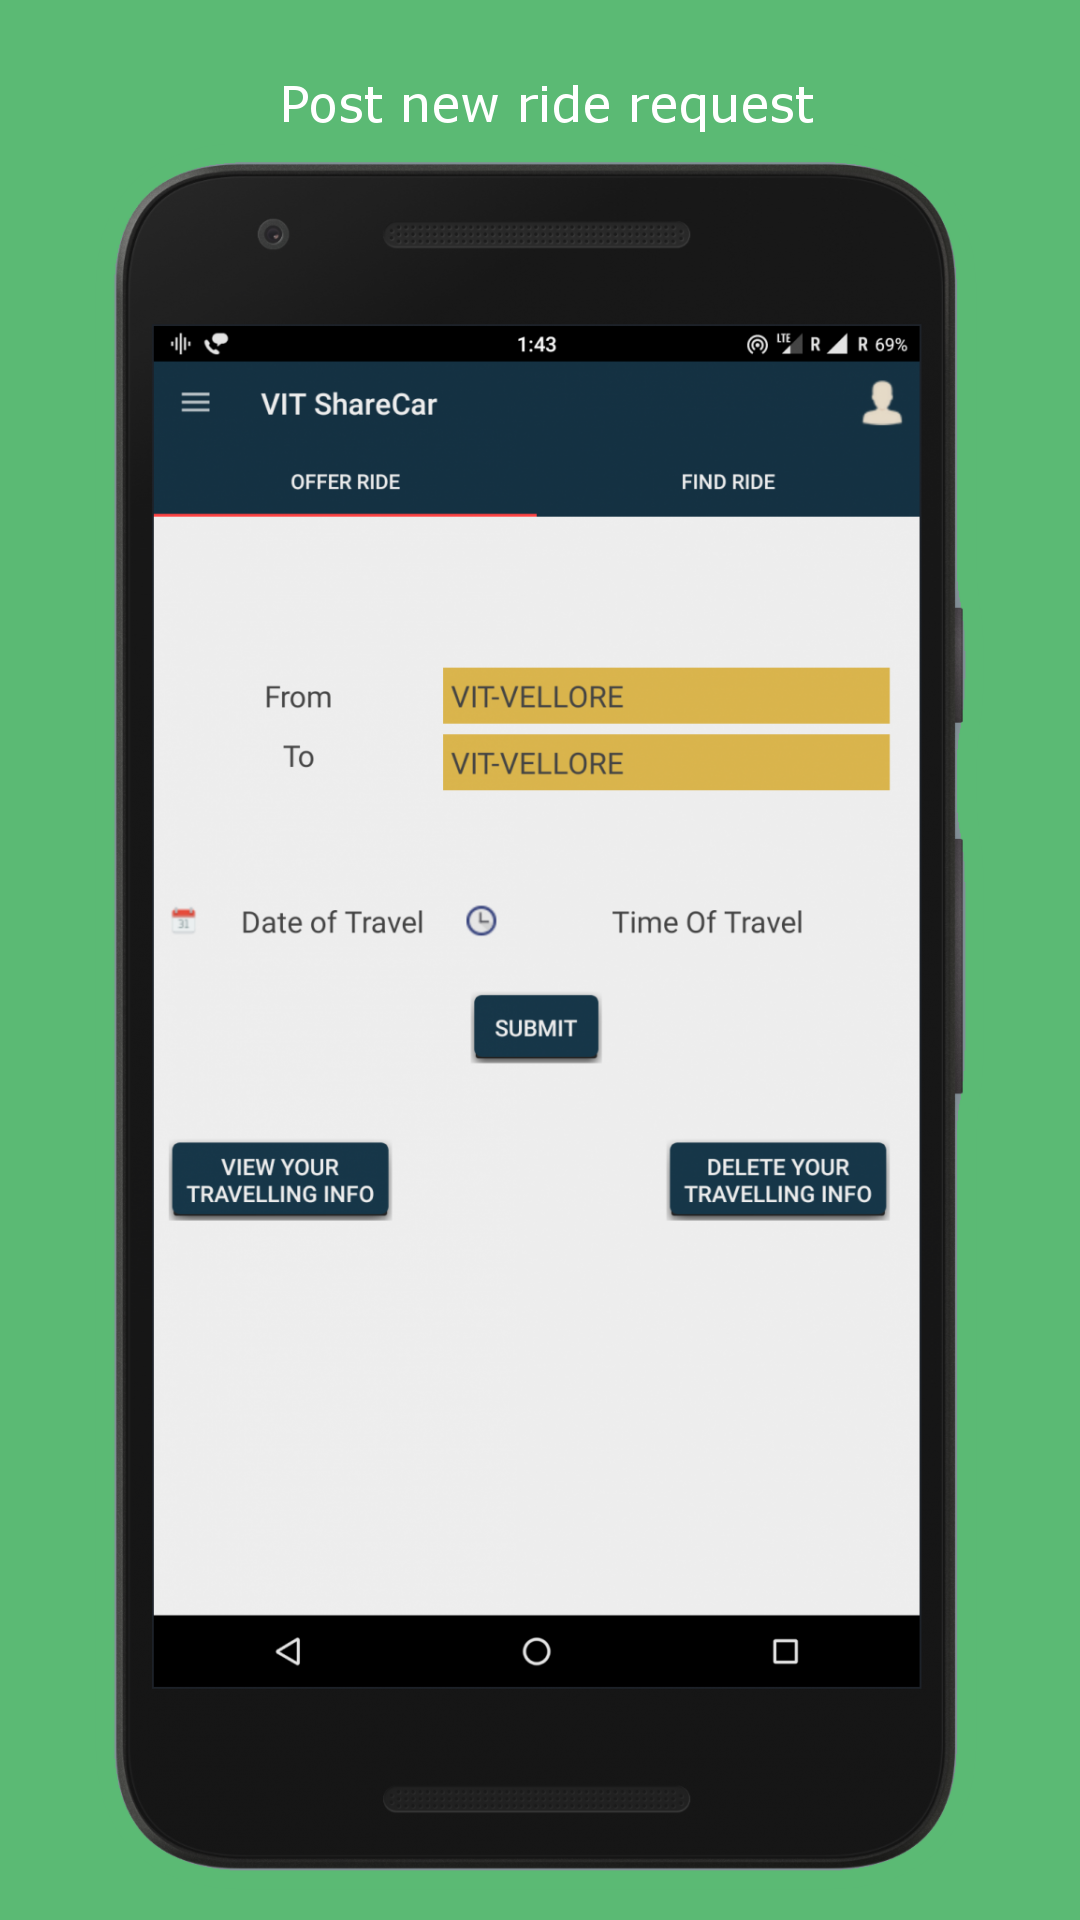 Post new ride request
1:43
LTE R R 69%
VIT ShareCar
OFFER RIDE FIND RIDE
From VIT-VELLORE
To VIT-VELLORE
31 Date of Travel Time Of Travel
SUBMIT
VIEW YOUR
TRAVELLING INFO
DELETE YOUR
TRAVELLING INFO